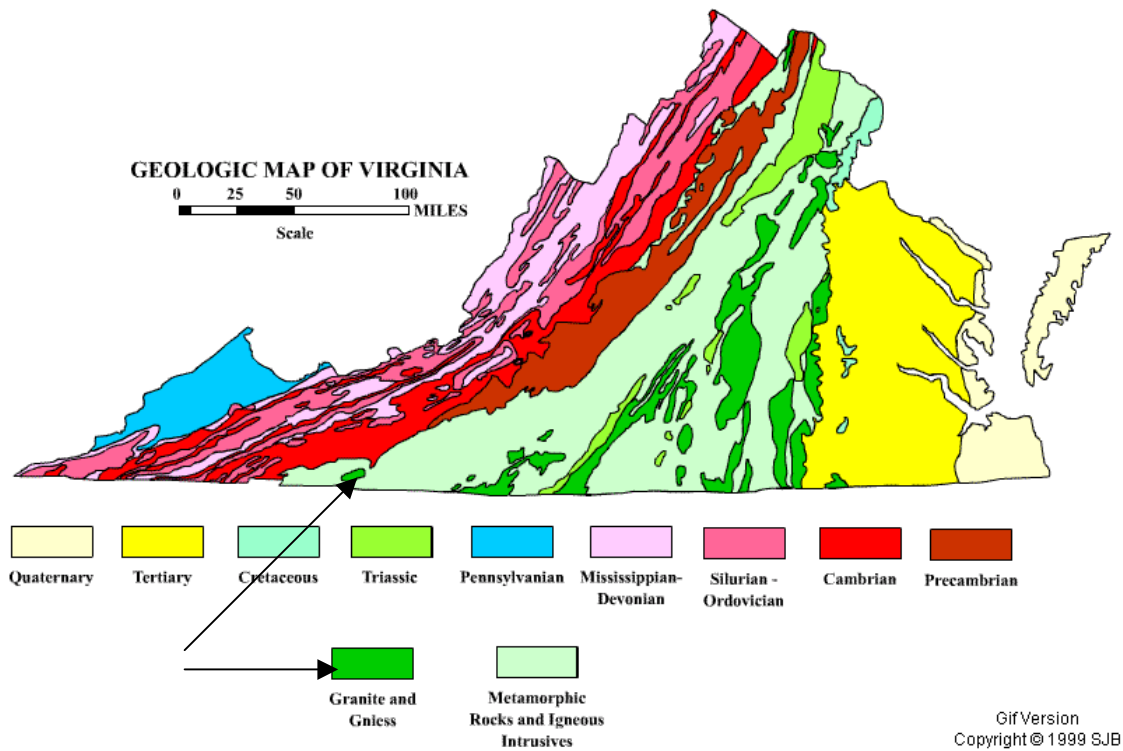 GEOLOGIC MAP OF VIRGINIA
0 25 50 100
MILES
Scale
Quaternary
Tertiary
Cretaceous
Triassic
Pennsylvanian
Mississippian-
Devonian
Silurian -
Ordovician
Cambrian
Precambrian
Granite and
Gniess
Metamorphic
Rocks and Igneous
Intrusives
Gif Version
Copyright © 1999 SJB